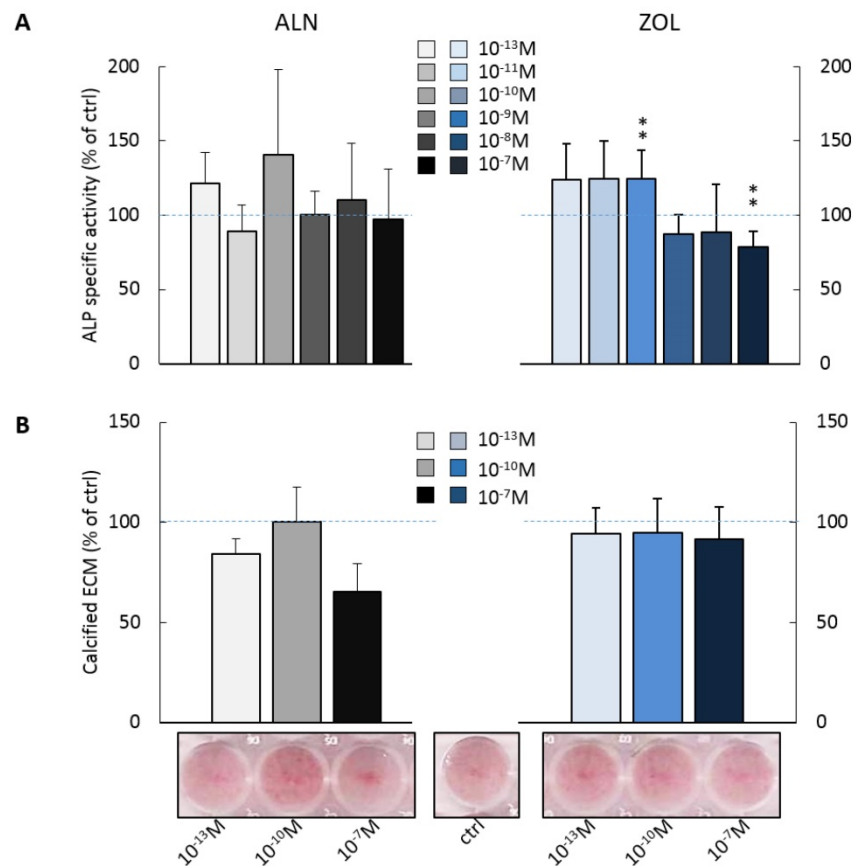 A
ALN
ZOL
ALP specific activity (% of ctrl)
200
150
100
50
0
10⁻¹³M
10⁻¹¹M
10⁻¹⁰M
10⁻⁹M
10⁻⁸M
10⁻⁷M
**
**
200
150
100
50
0
B
Calcified ECM (% of ctrl)
150
100
50
0
10⁻¹³M
10⁻¹⁰M
10⁻⁷M
150
100
50
0
10⁻¹³M
10⁻¹⁰M
10⁻⁷M
ctrl
10⁻¹³M
10⁻¹⁰M
10⁻⁷M